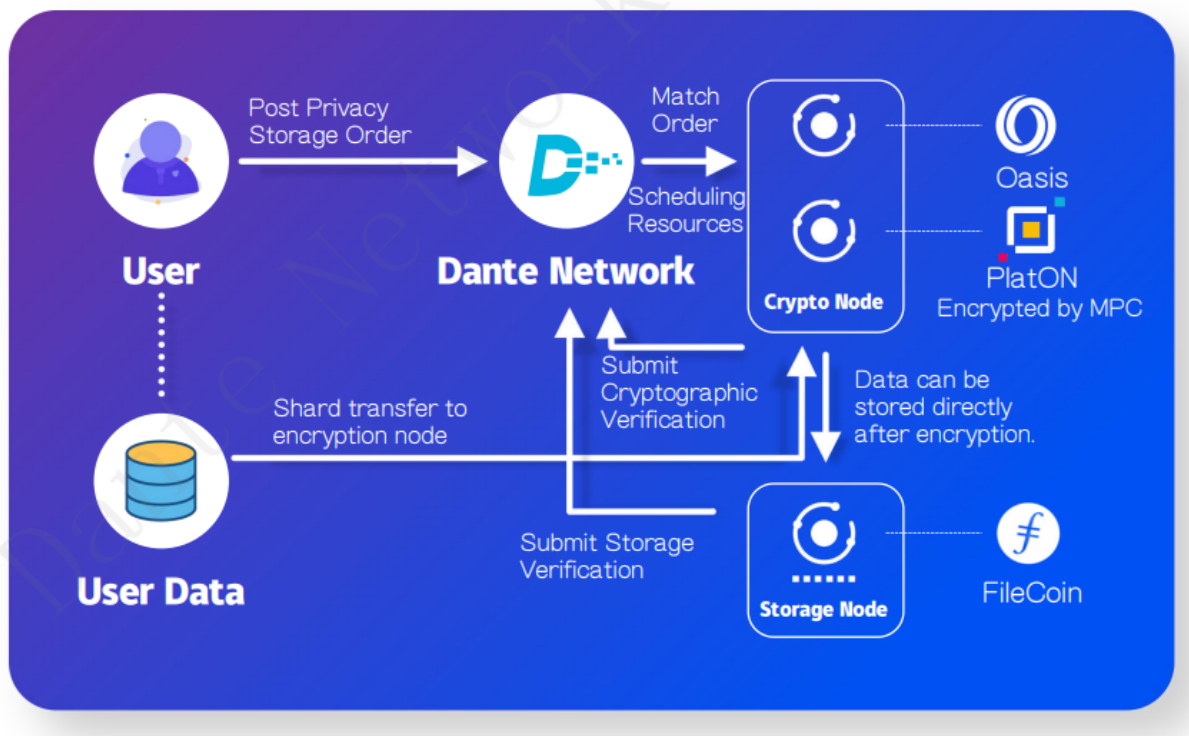 Post Privacy
Storage Order
Match
Order
Scheduling
Resources
User
Dante Network
Oasis
PlatON
Encrypted by MPC
Crypto Node
Submit
Cryptographic
Verification
Data can be
stored directly
after encryption.
Shard transfer to
encryption node
User Data
Submit Storage
Verification
Storage Node
FileCoin
Dante Network